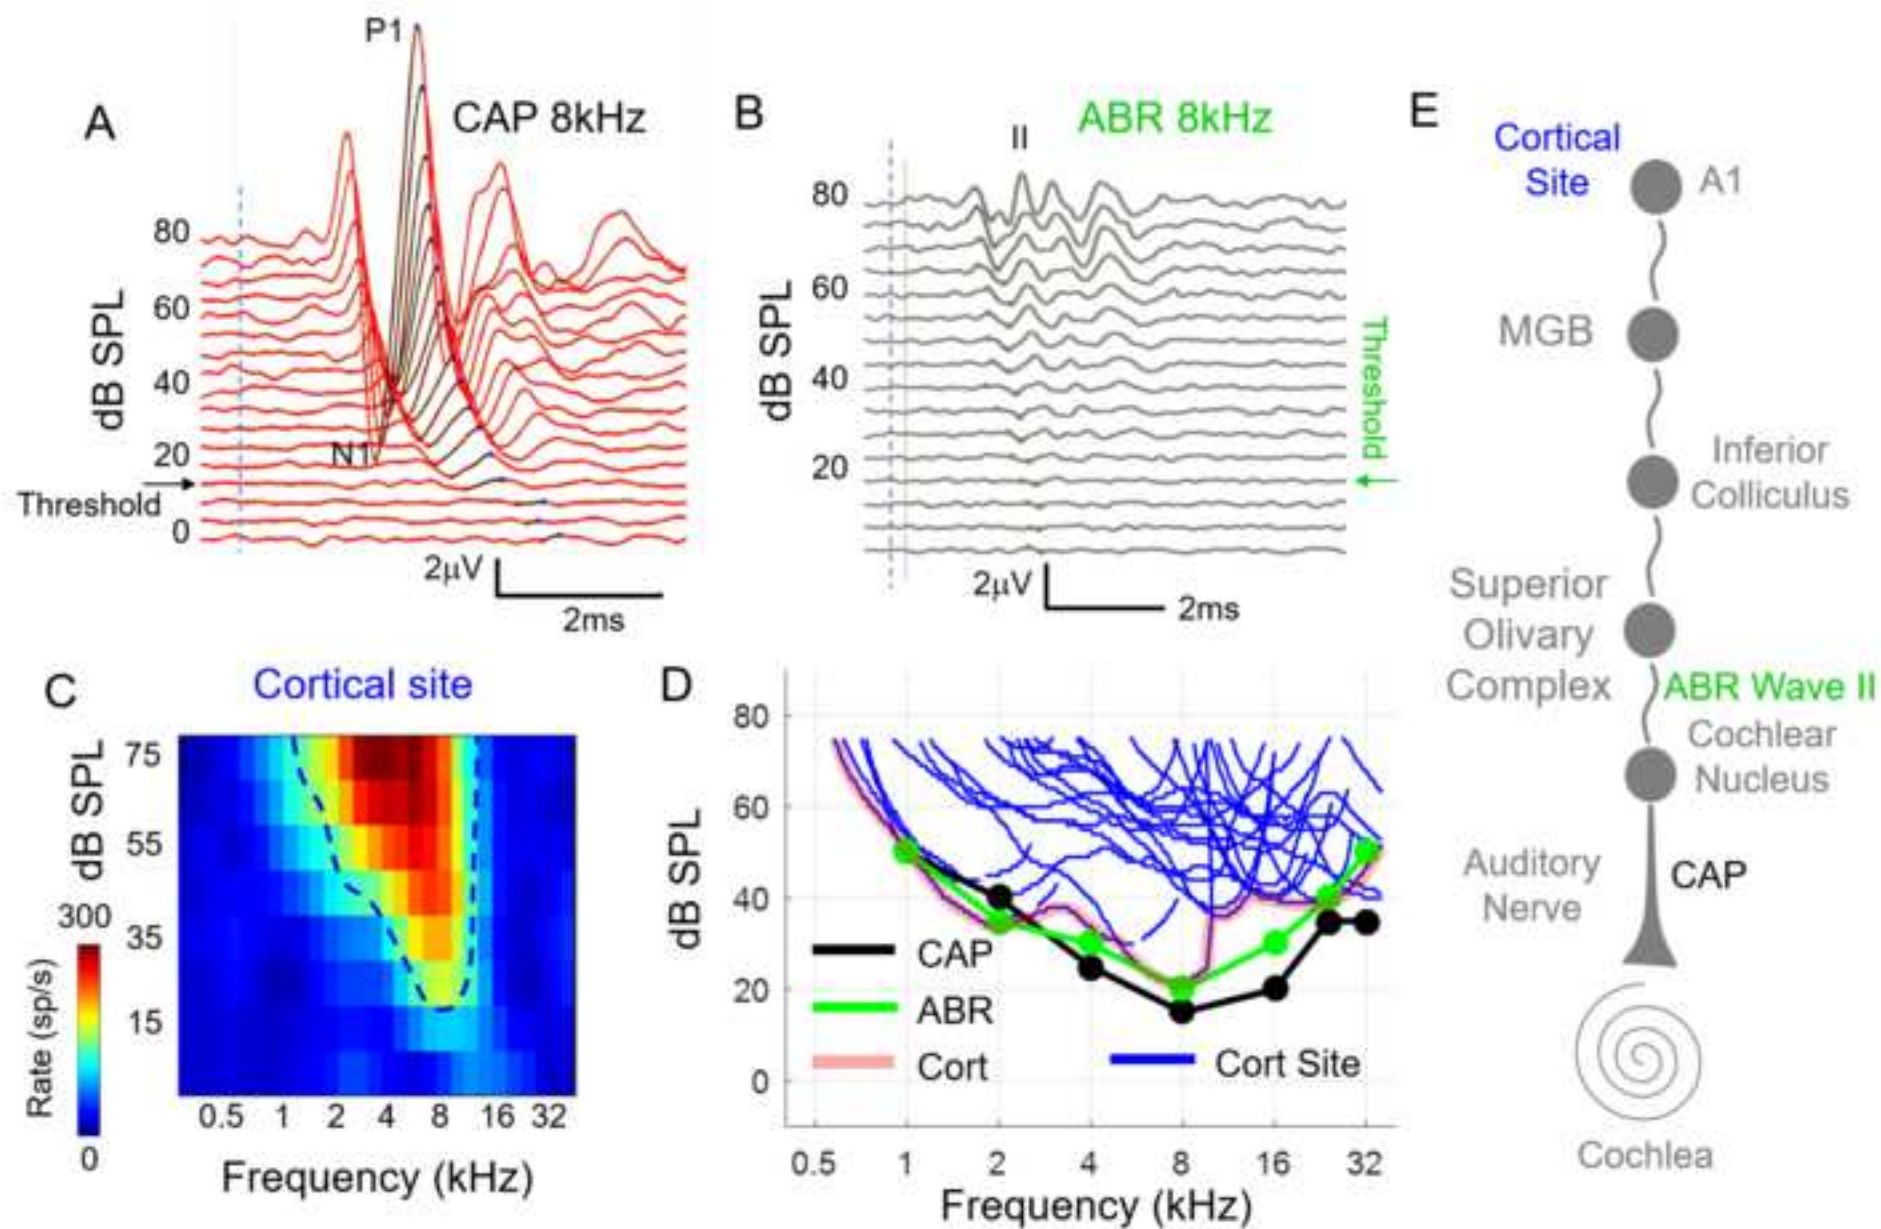 A
P1
CAP 8kHz
80
60
40
20
0
dB SPL
N1
Threshold
2μV
2ms
B
II
ABR 8kHz
80
60
40
20
dB SPL
Threshold
2μV
2ms
C
Cortical site
dB SPL
75
55
35
15
300
0
Rate (sp/s)
0.5 1 2 4 8 16 32
Frequency (kHz)
D
80
60
40
20
0
dB SPL
CAP
ABR
Cort
Cort Site
0.5 1 2 4 8 16 32
Frequency (kHz)
E
Cortical
Site
A1
MGB
Inferior
Colliculus
Superior
Olivary
Complex
ABR Wave II
Cochlear
Nucleus
Auditory
Nerve
CAP
Cochlea